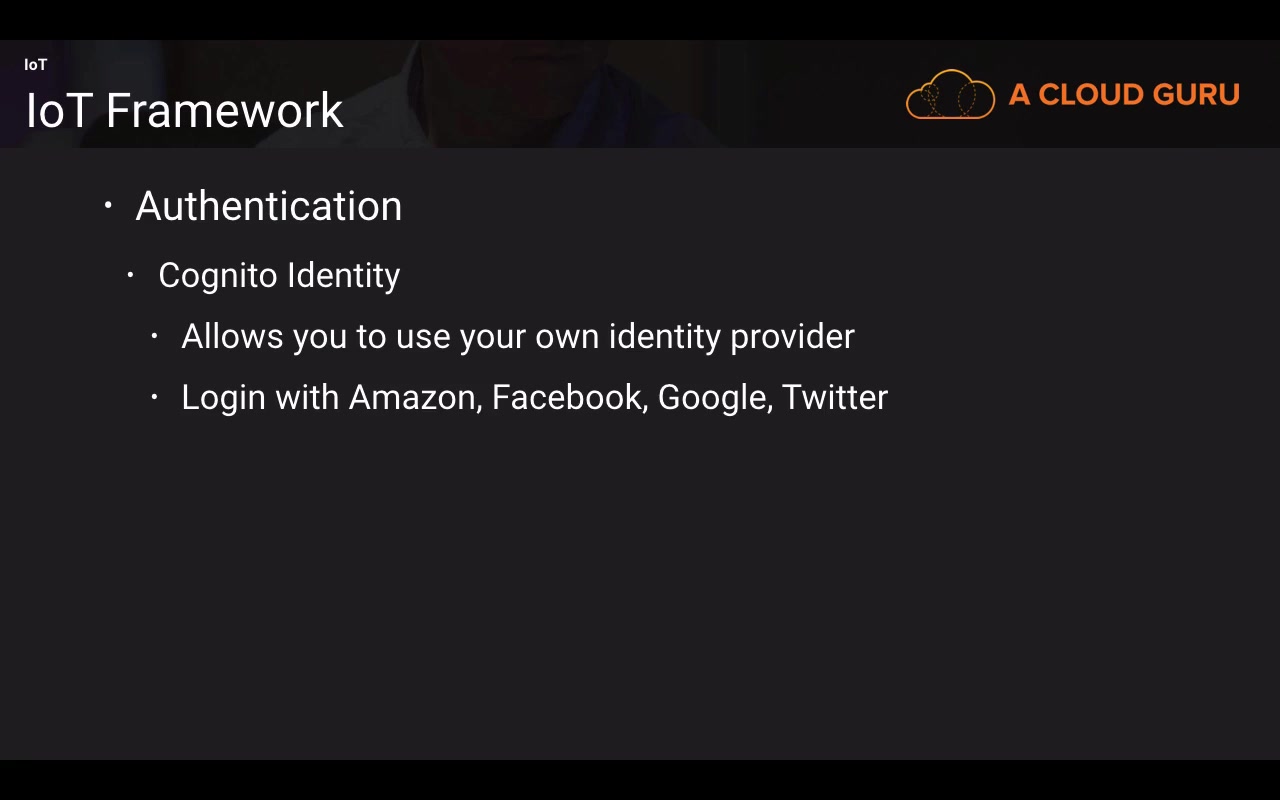 IoT
IoT Framework
A CLOUD GURU
• Authentication
• Cognito Identity
• Allows you to use your own identity provider
• Login with Amazon, Facebook, Google, Twitter